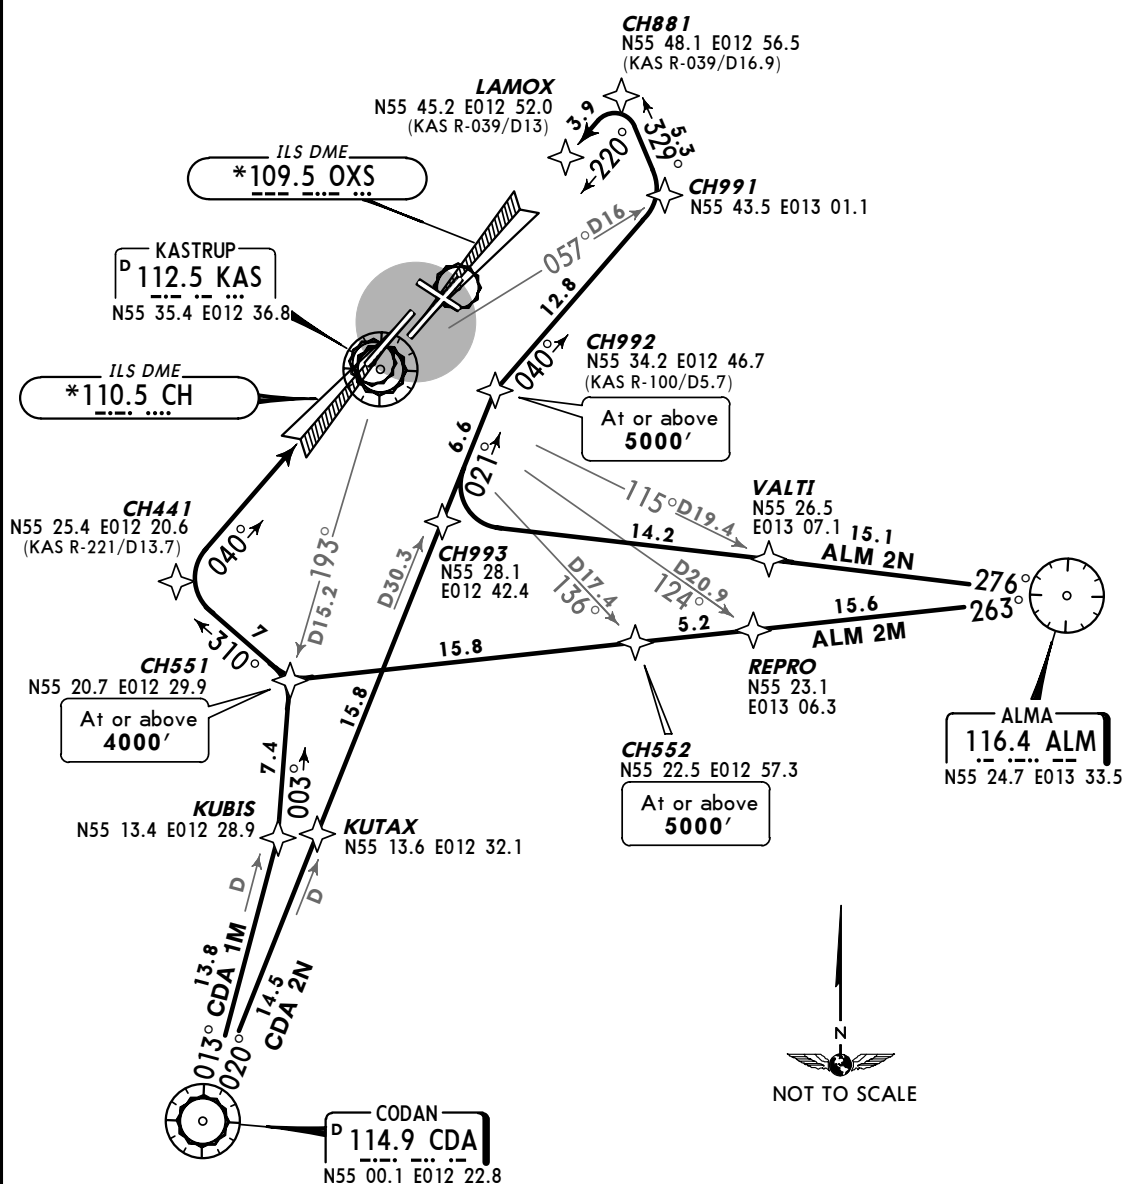 CH881
N55 48.1 E012 56.5
(KAS R-039/D16.9)
LAMOX
N55 45.2 E012 52.0
(KAS R-039/D13)
3.9
220°
5.3
329°
ILS DME
*109.5 OXS
CH991
N55 43.5 E013 01.1
057° D16
KASTRUP
D 112.5 KAS
N55 35.4 E012 36.8
12.8
040°
CH992
N55 34.2 E012 46.7
(KAS R-100/D5.7)
At or above
5000′
ILS DME
*110.5 CH
6.6
021°
CH441
N55 25.4 E012 20.6
(KAS R-221/D13.7)
040°
D15.2 193°
D30.3
CH993
N55 28.1
E012 42.4
115° D19.4
VALTI
N55 26.5
E013 07.1
14.2
15.1
ALM 2N
276°
263°
D17.4
136°
D20.9
124°
15.6
ALM 2M
5.2
15.8
REPRO
N55 23.1
E013 06.3
7
310°
CH551
N55 20.7 E012 29.9
At or above
4000′
15.8
CH552
N55 22.5 E012 57.3
At or above
5000′
ALMA
116.4 ALM
N55 24.7 E013 33.5
7.4
003°
KUBIS
N55 13.4 E012 28.9
KUTAX
N55 13.6 E012 32.1
D
D
13.8
CDA 1M
14.5
CDA 2N
013°
020°
CODAN
D 114.9 CDA
N55 00.1 E012 22.8
N
NOT TO SCALE